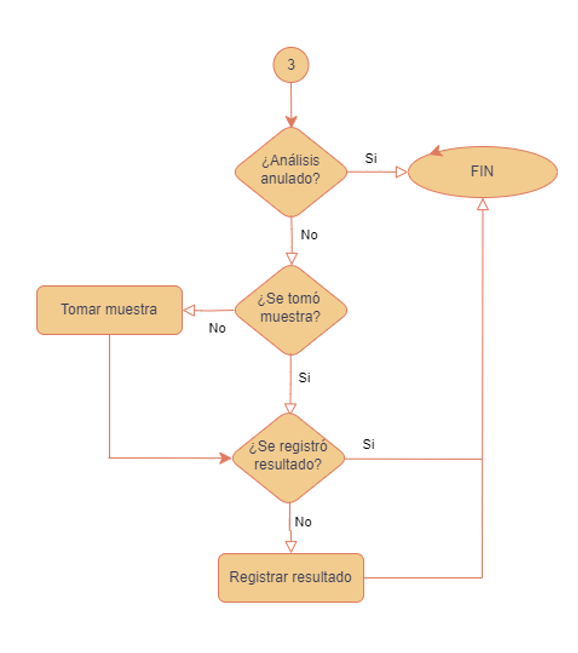 3
¿Análisis
anulado?
Si
FIN
No
¿Se tomó
muestra?
Tomar muestra
No
Si
¿Se registró
resultado?
Si
No
Registrar resultado